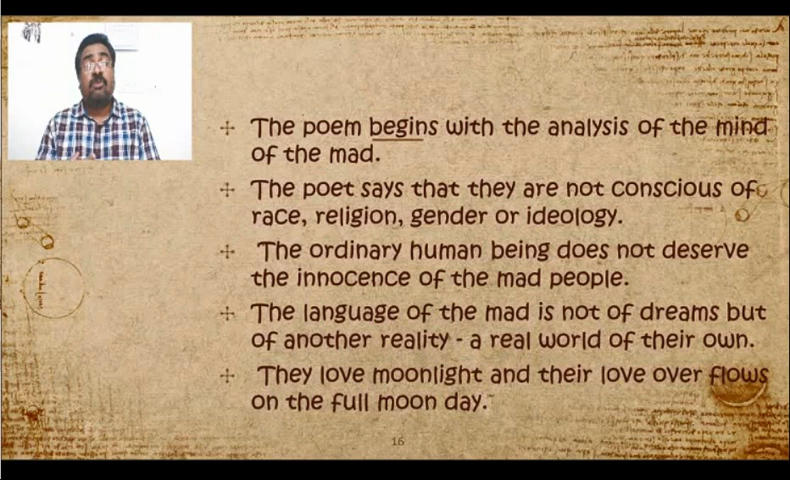 The poem begins with the analysis of the mind
of the mad.
The poet says that they are not conscious of
race, religion, gender or ideology.
The ordinary human being does not deserve
the innocence of the mad people.
The language of the mad is not of dreams but
of another reality - a real world of their own.
They love moonlight and their love over flows
on the full moon day.
16